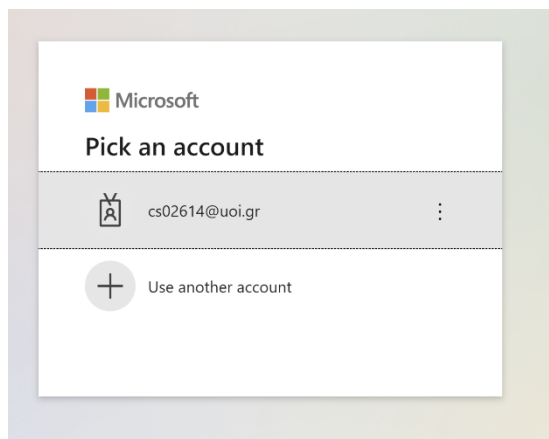 Microsoft
Pick an account
cs02614@uoi.gr
Use another account